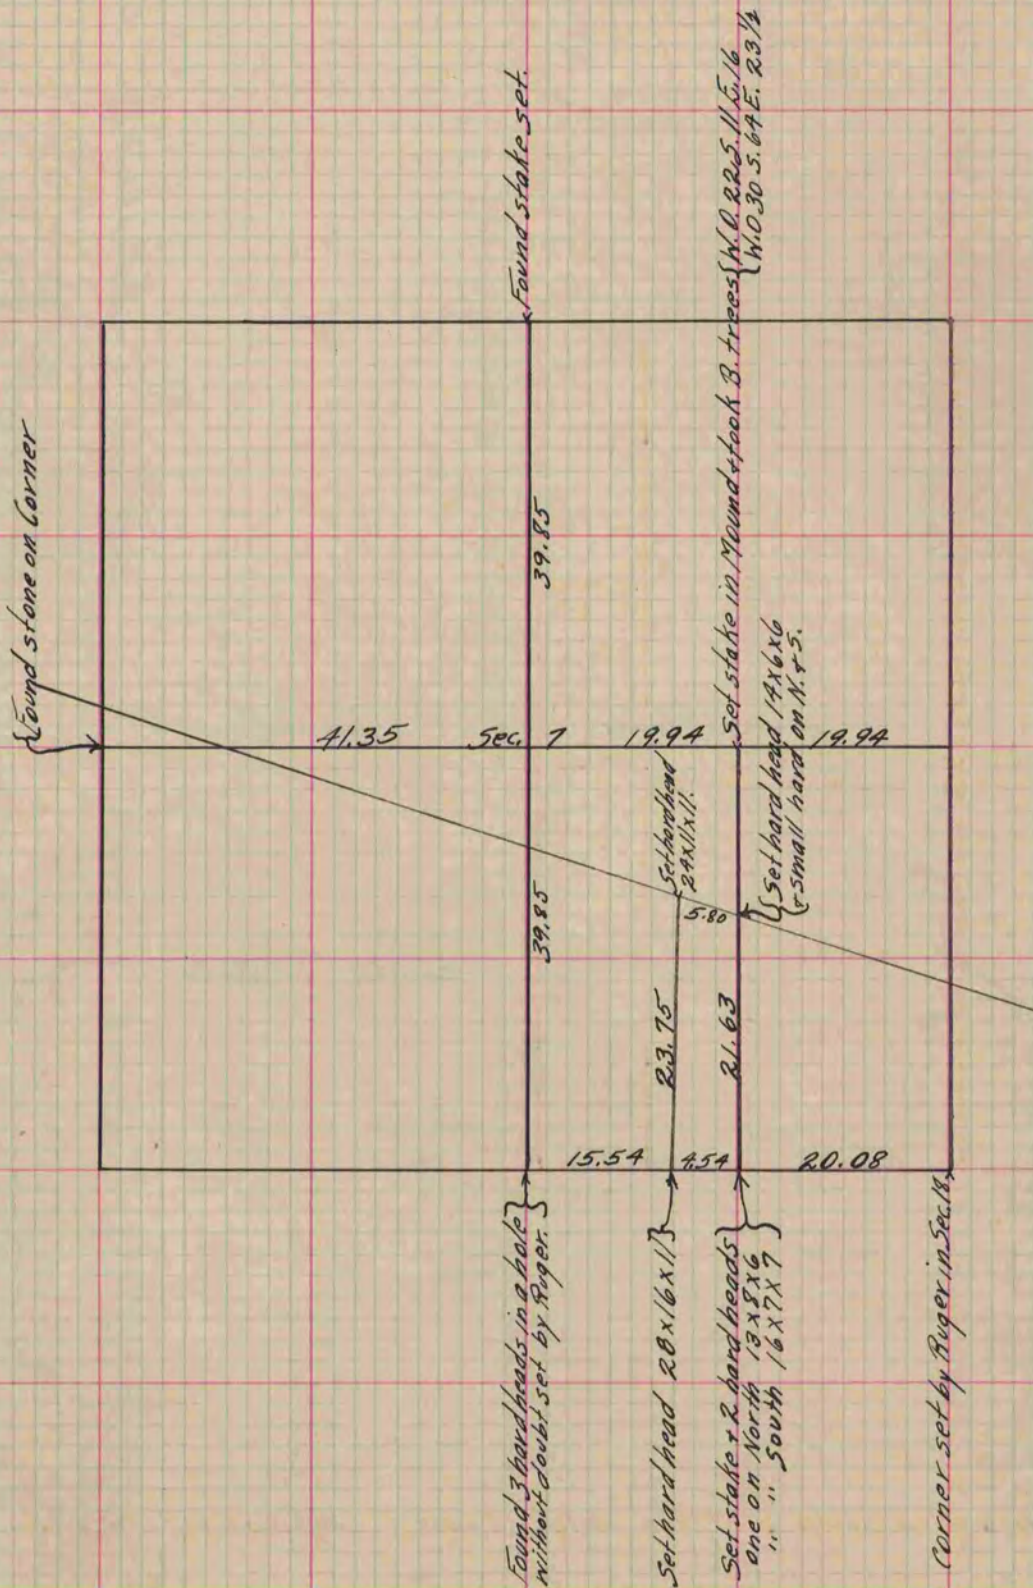 {Found stone on Corner
Found stake set.
39.85
41.35
Sec. 7
19.94
19.94
Set stake in Mound + took B. trees
{W.O. 22 S. 11 E. 16
{W.O. 30 S. 64 E. 23 1/2
Set hard head
24x11x11.
5.80
{Set hard head 14x6x6
{+ small hard on N. + S.
39.85
23.75
21.63
15.54
4.54
20.08
Found 3 hard heads in a hole}
without doubt set by Ruger.}
Set hard head 20x16x11}
Set stake + 2 hard heads}
one on North 13x8x6
" " South 16x7x7}
Corner set by Ruger in Sec. 18.